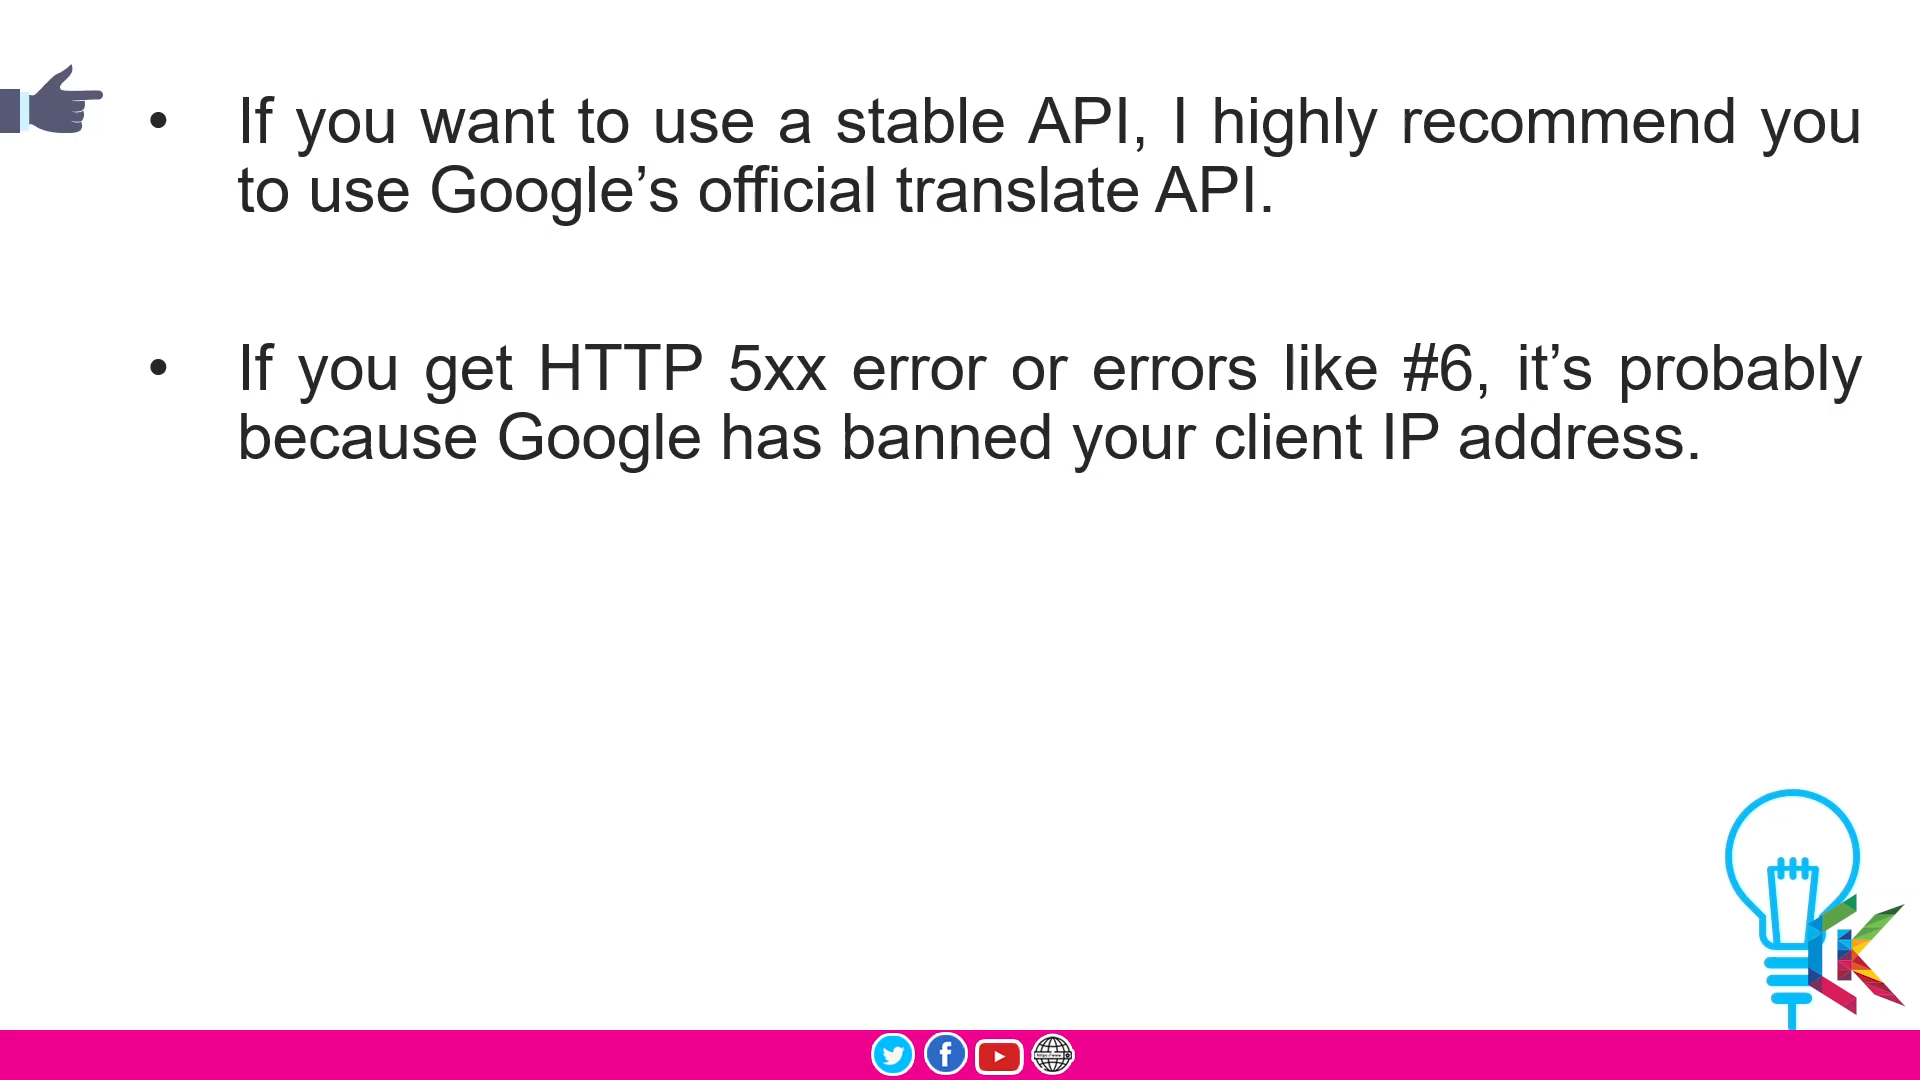 • If you want to use a stable API, I highly recommend you
to use Google’s official translate API.
• If you get HTTP 5xx error or errors like #6, it’s probably
because Google has banned your client IP address.